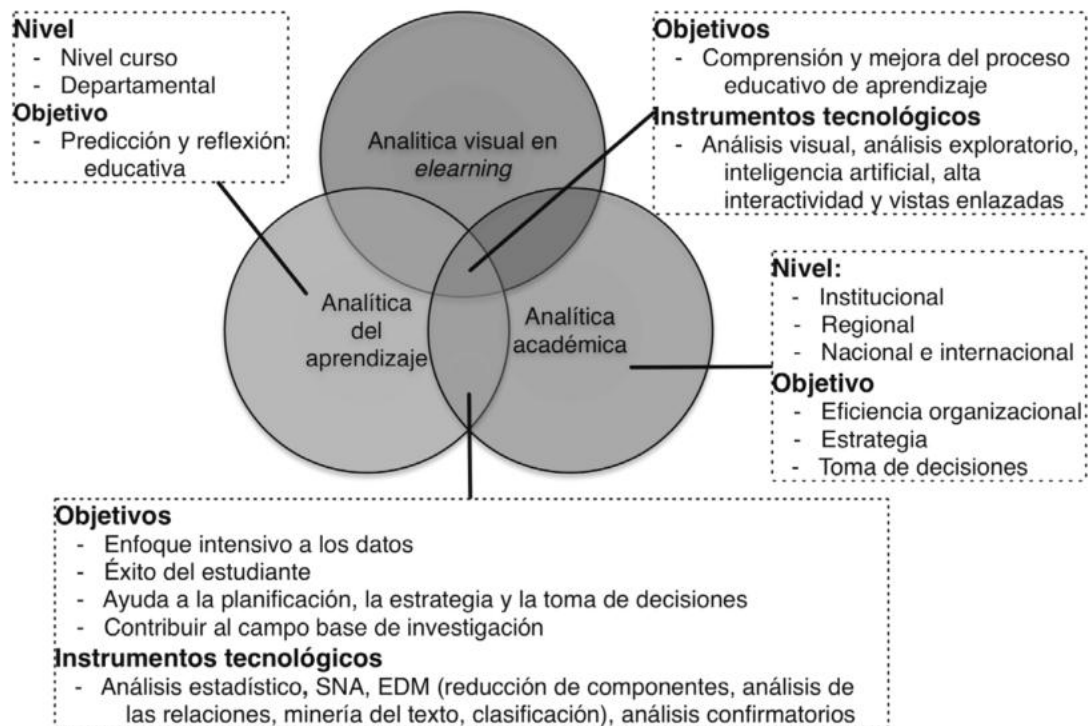 Nivel
- Nivel curso
- Departamental
Objetivo
- Predicción y reflexión
educativa
Analitica visual en
elearning
Objetivos
- Comprensión y mejora del proceso
educativo de aprendizaje
Instrumentos tecnológicos
- Análisis visual, análisis exploratorio,
inteligencia artificial, alta
interactividad y vistas enlazadas
Analítica
del
aprendizaje
Analítica
académica
Nivel:
- Institucional
- Regional
- Nacional e internacional
Objetivo
- Eficiencia organizacional
- Estrategia
- Toma de decisiones
Objetivos
- Enfoque intensivo a los datos
- Éxito del estudiante
- Ayuda a la planificación, la estrategia y la toma de decisiones
- Contribuir al campo base de investigación
Instrumentos tecnológicos
- Análisis estadístico, SNA, EDM (reducción de componentes, análisis de
las relaciones, minería del texto, clasificación), análisis confirmatorios